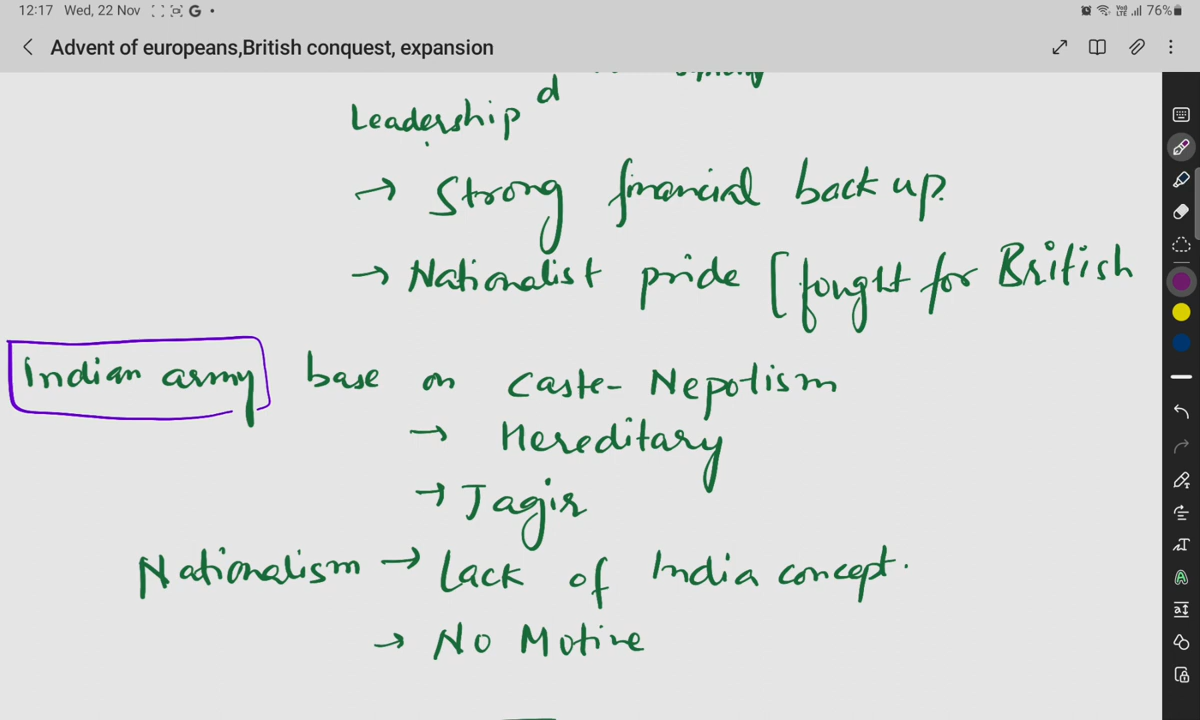 12:17 Wed, 22 Nov G •
76%
Advent of europeans,British conquest, expansion
Leadership d
→ Strong financial back up.
→ Nationalist pride [fought for British
Indian army base on Caste- Nepotism
→ Hereditary
→ Jagir
Nationalism → Lack of India concept.
→ No Motive